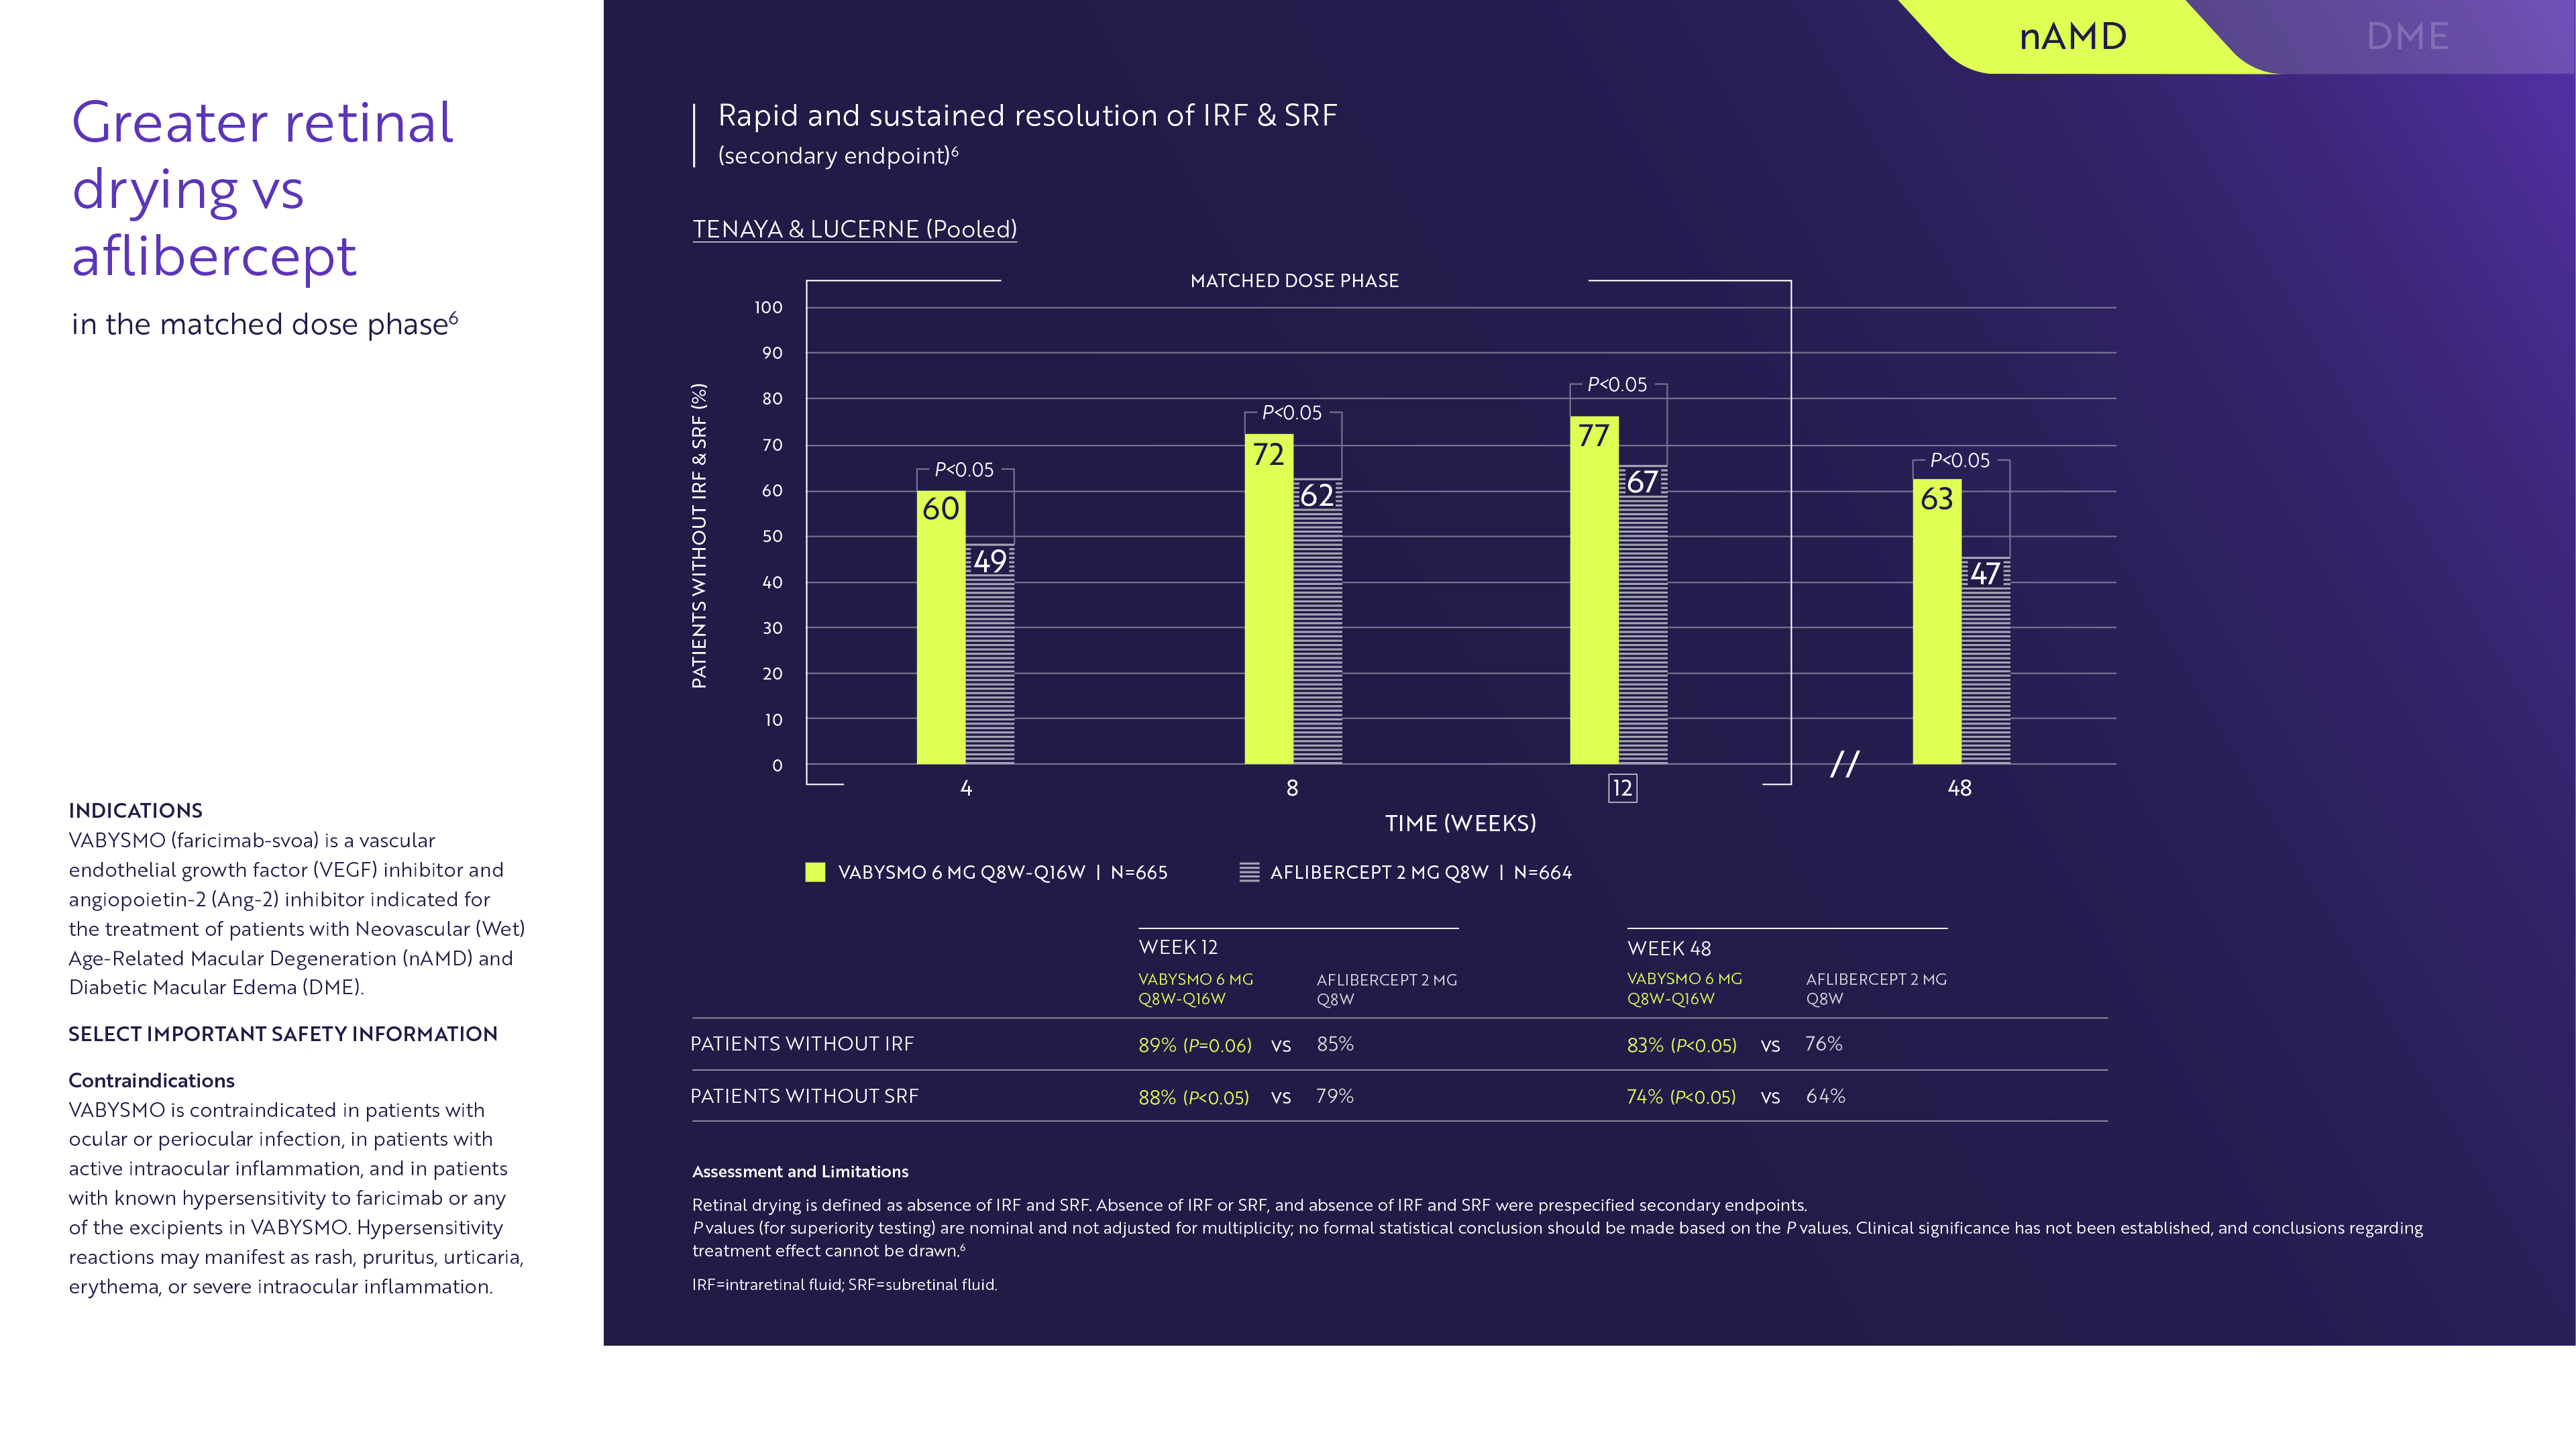 Greater retinal
drying vs
aflibercept
in the matched dose phase⁶
INDICATIONS
VABYSMO (faricimab-svoa) is a vascular
endothelial growth factor (VEGF) inhibitor and
angiopoietin-2 (Ang-2) inhibitor indicated for
the treatment of patients with Neovascular (Wet)
Age-Related Macular Degeneration (nAMD) and
Diabetic Macular Edema (DME).
SELECT IMPORTANT SAFETY INFORMATION
Contraindications
VABYSMO is contraindicated in patients with
ocular or periocular infection, in patients with
active intraocular inflammation, and in patients
with known hypersensitivity to faricimab or any
of the excipients in VABYSMO. Hypersensitivity
reactions may manifest as rash, pruritus, urticaria,
erythema, or severe intraocular inflammation.
nAMD DME
Rapid and sustained resolution of IRF & SRF
(secondary endpoint)⁶
TENAYA & LUCERNE (Pooled)
MATCHED DOSE PHASE
PATIENTS WITHOUT IRF & SRF (%)
100
90
80
70
60
50
40
30
20
10
0
P<0.05
60 49
P<0.05
72 62
P<0.05
77 67
P<0.05
63 47
4 8 12 // 48
TIME (WEEKS)
VABYSMO 6 MG Q8W-Q16W | N=665 AFLIBERCEPT 2 MG Q8W | N=664
WEEK 12 WEEK 48
VABYSMO 6 MG AFLIBERCEPT 2 MG VABYSMO 6 MG AFLIBERCEPT 2 MG
Q8W-Q16W Q8W Q8W-Q16W Q8W
PATIENTS WITHOUT IRF 89% (P=0.06) VS 85% 83% (P<0.05) VS 76%
PATIENTS WITHOUT SRF 88% (P<0.05) VS 79% 74% (P<0.05) VS 64%
Assessment and Limitations
Retinal drying is defined as absence of IRF and SRF. Absence of IRF or SRF, and absence of IRF and SRF were prespecified secondary endpoints.
P values (for superiority testing) are nominal and not adjusted for multiplicity; no formal statistical conclusion should be made based on the P values. Clinical significance has not been established, and conclusions regarding
treatment effect cannot be drawn.⁶
IRF=intraretinal fluid; SRF=subretinal fluid.